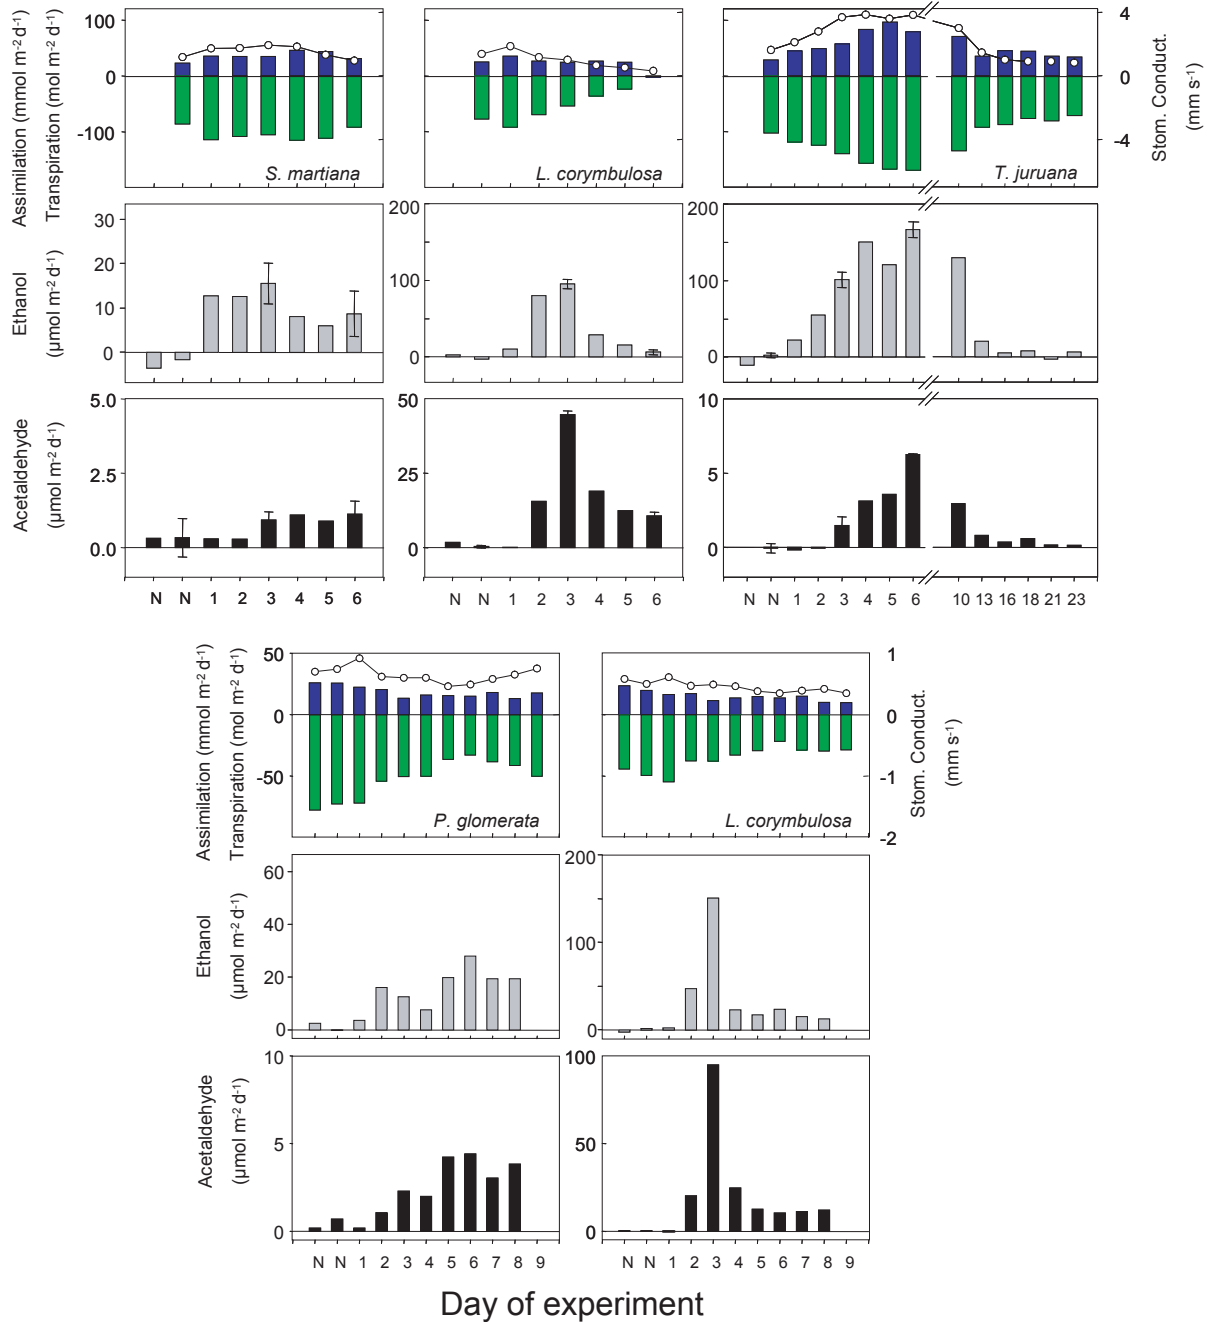 Assimilation (mmol m-2 d-1)
Transpiration (mol m-2 d-1)
100
0
-100
S. martiana
L. corymbulosa
T. juruana
4
0
-4
Stom. Conduct.
(mm s-1)
Ethanol
(μmol m-2 d-1)
30
20
10
0
200
100
0
200
100
0
Acetaldehyde
(μmol m-2 d-1)
5.0
2.5
0.0
50
25
0
10
5
0
N N 1 2 3 4 5 6
N N 1 2 3 4 5 6
N N 1 2 3 4 5 6 10 13 16 18 21 23
Assimilation (mmol m-2 d-1)
Transpiration (mol m-2 d-1)
50
0
-50
P. glomerata
L. corymbulosa
1
0
-1
-2
Stom. Conduct.
(mm s-1)
Ethanol
(μmol m-2 d-1)
60
40
20
0
200
100
0
Acetaldehyde
(μmol m-2 d-1)
10
5
0
100
50
0
N N 1 2 3 4 5 6 7 8 9
N N 1 2 3 4 5 6 7 8 9
Day of experiment